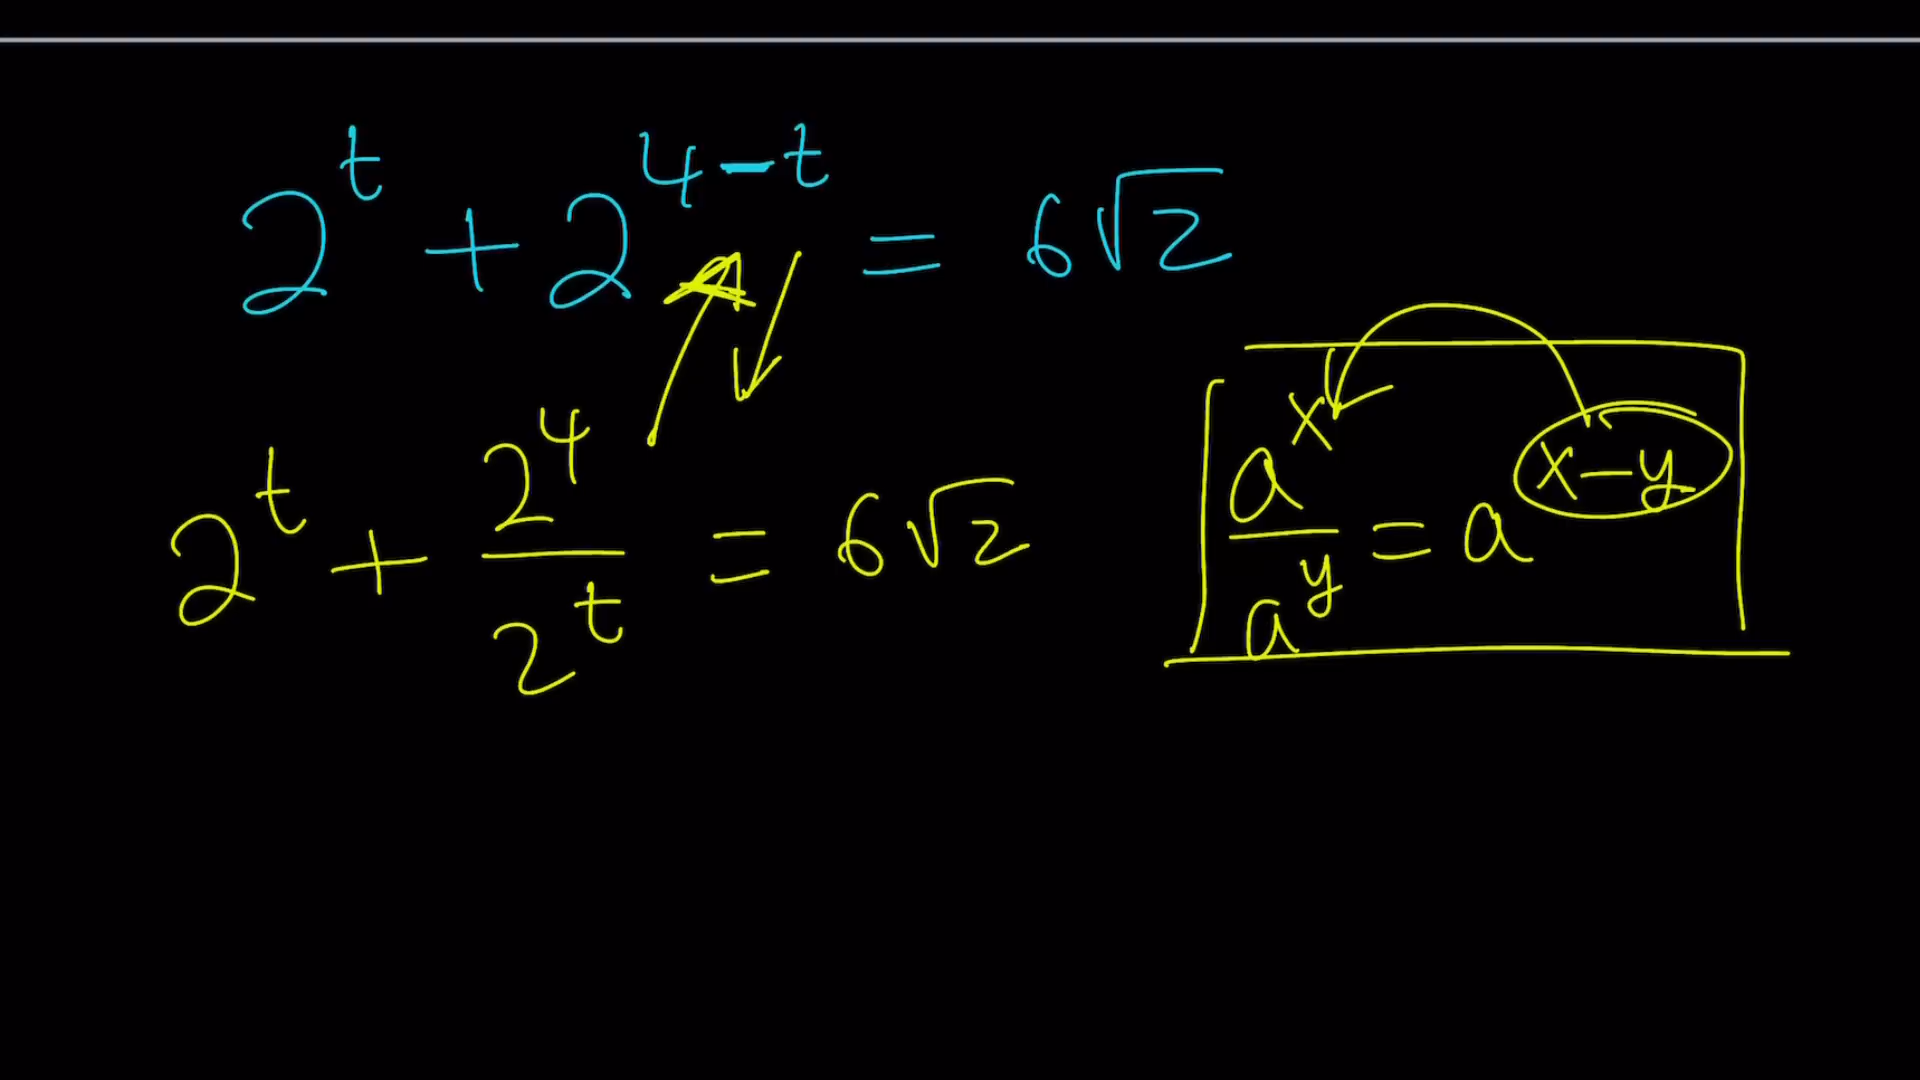 2^t + 2^{4-t} = 6√2
2^t + 2^4/2^t = 6√2
a^x/a^y = a^{x-y}